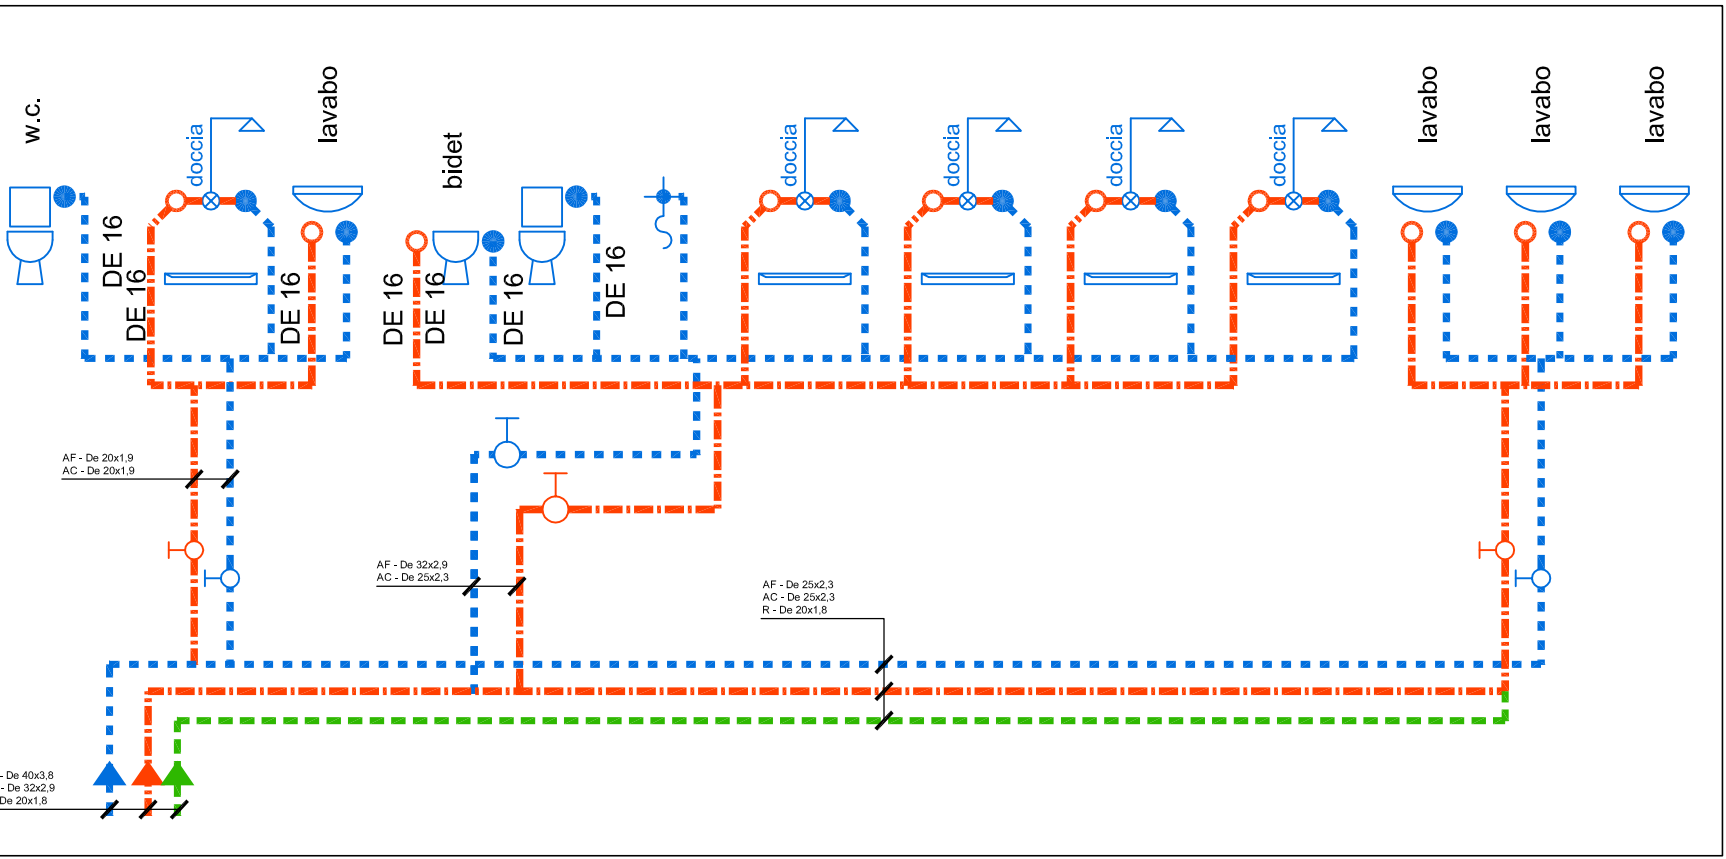 w.c.
doccia
lavabo
bidet
doccia
doccia
doccia
doccia
lavabo
lavabo
lavabo
DE 16
DE 16
DE 16
DE 16
DE 16
DE 16
DE 16
AF - De 20x1,9
AC - De 20x1,9
AF - De 32x2,9
AC - De 25x2,3
AF - De 25x2,3
AC - De 25x2,3
R - De 20x1,8
- De 40x3,8
- De 32x2,9
De 20x1,8